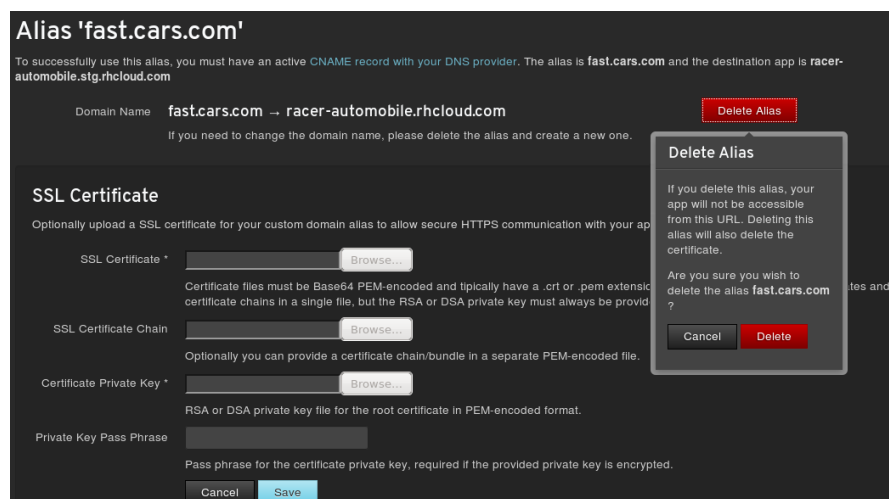 Alias 'fast.cars.com'
To successfully use this alias, you must have an active CNAME record with your DNS provider. The alias is fast.cars.com and the destination app is racer-
automobile.stg.rhcloud.com
Domain Name fast.cars.com → racer-automobile.rhcloud.com Delete Alias
If you need to change the domain name, please delete the alias and create a new one.
Delete Alias
If you delete this alias, your
app will not be accessible
from this URL. Deleting this
alias will also delete the
certificate.
Are you sure you wish to
delete the alias fast.cars.com
?
Cancel Delete
SSL Certificate
Optionally upload a SSL certificate for your custom domain alias to allow secure HTTPS communication with your ap
SSL Certificate * Browse...
Certificate files must be Base64 PEM-encoded and tipically have a .crt or .pem extensi tes and
certificate chains in a single file, but the RSA or DSA private key must always be provid
SSL Certificate Chain Browse...
Optionally you can provide a certificate chain/bundle in a separate PEM-encoded file.
Certificate Private Key * Browse...
RSA or DSA private key file for the root certificate in PEM-encoded format.
Private Key Pass Phrase
Pass phrase for the certificate private key, required if the provided private key is encrypted.
Cancel Save